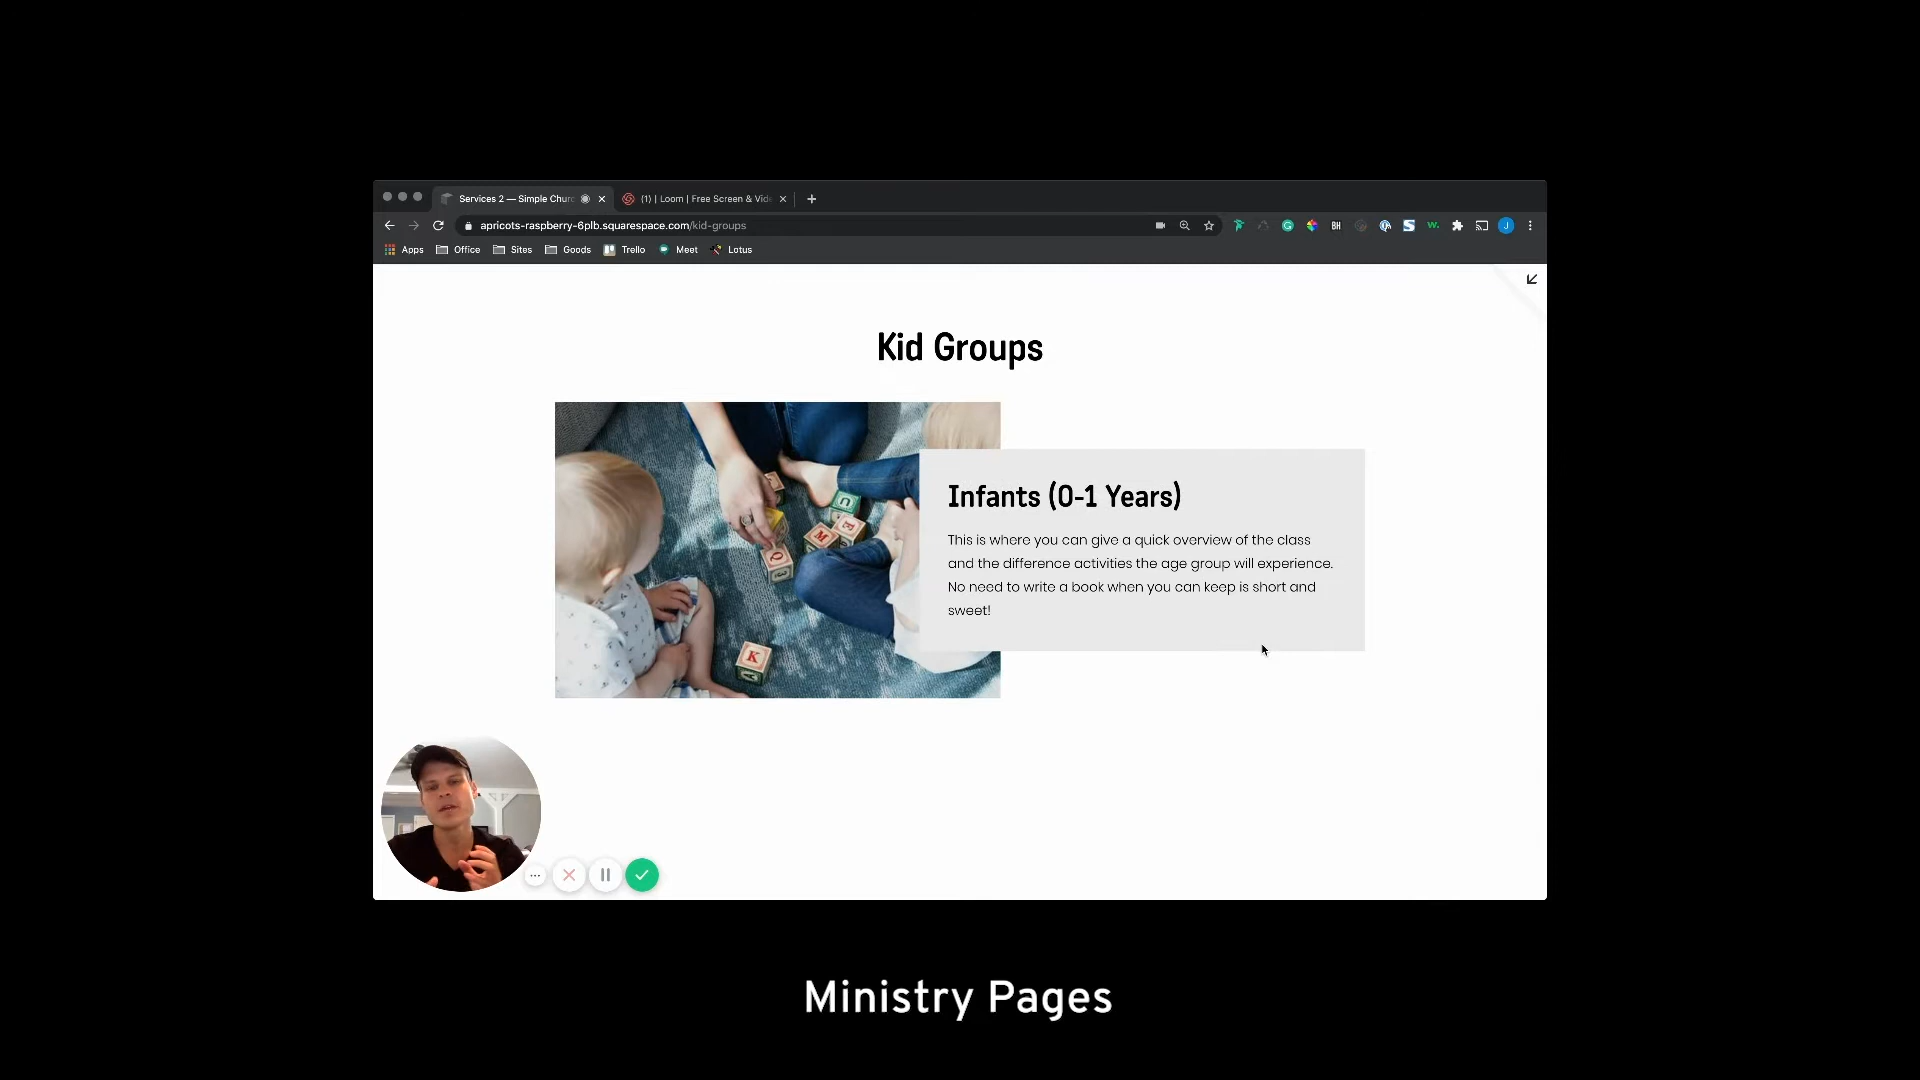 Services 2 — Simple Churc
(1) | Loom | Free Screen & Vide
apricots-raspberry-6plb.squarespace.com/kid-groups
BH
S
w.
J
Apps Office Sites Goods Trello Meet Lotus
Kid Groups
Infants (0-1 Years)
This is where you can give a quick overview of the class
and the difference activities the age group will experience.
No need to write a book when you can keep is short and
sweet!
Q
M
E
K
Ministry Pages